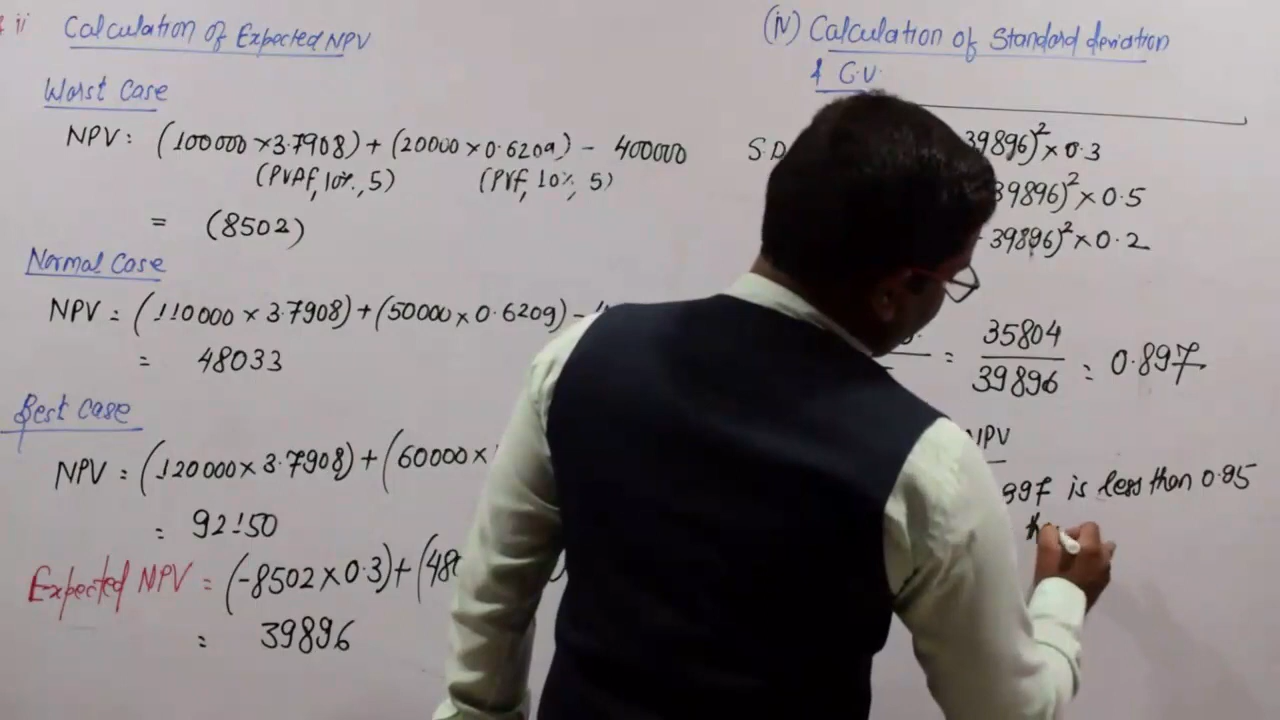 ii Calculation of Expected NPV
Worst Case
NPV: (100000 × 3.7908) + (20000 × 0.6209) - 400000
(PVAF, 10%, 5) (PVF, 10%, 5)
= (8502)
Normal Case
NPV = (110000 × 3.7908) + (50000 × 0.6209) -
= 48033
Best Case
NPV = (120000 × 3.7908) + (60000 ×
= 92150
Expected NPV = (-8502 × 0.3) + (480
= 39896
(iv) Calculation of Standard deviation
& C.V.
S.D. 39896)² × 0.3
39896)² × 0.5
- 39896)² × 0.2
= 35804 / 39896 = 0.897
NPV
897 is less than 0.95